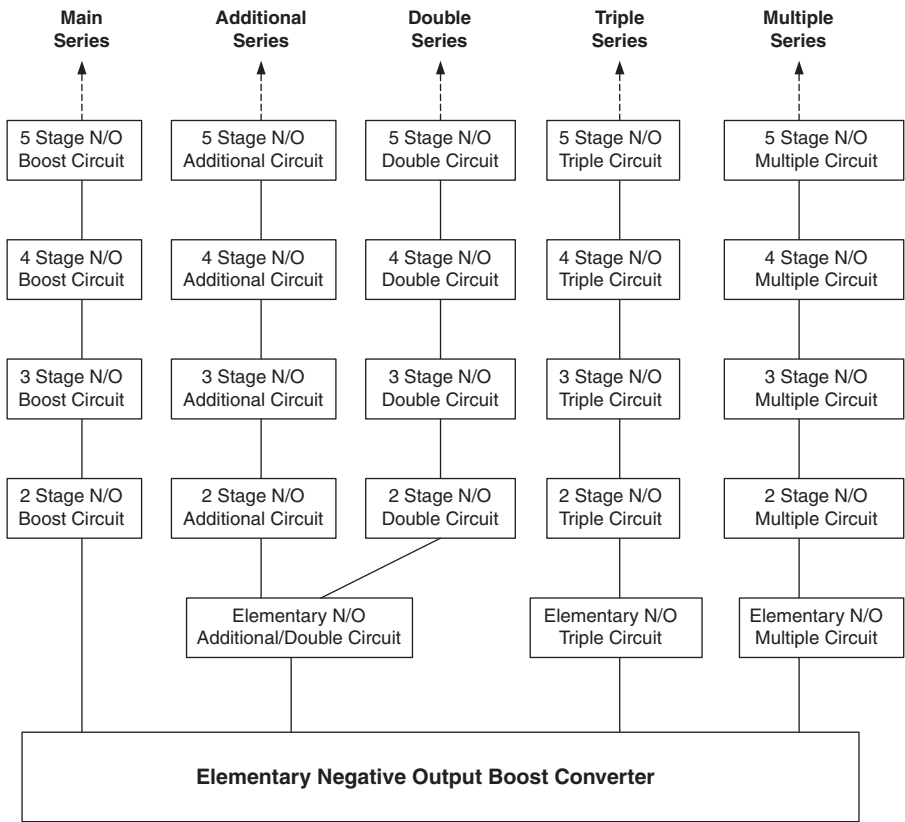 Main
Series
Additional
Series
Double
Series
Triple
Series
Multiple
Series
5 Stage N/O
Boost Circuit
5 Stage N/O
Additional Circuit
5 Stage N/O
Double Circuit
5 Stage N/O
Triple Circuit
5 Stage N/O
Multiple Circuit
4 Stage N/O
Boost Circuit
4 Stage N/O
Additional Circuit
4 Stage N/O
Double Circuit
4 Stage N/O
Triple Circuit
4 Stage N/O
Multiple Circuit
3 Stage N/O
Boost Circuit
3 Stage N/O
Additional Circuit
3 Stage N/O
Double Circuit
3 Stage N/O
Triple Circuit
3 Stage N/O
Multiple Circuit
2 Stage N/O
Boost Circuit
2 Stage N/O
Additional Circuit
2 Stage N/O
Double Circuit
2 Stage N/O
Triple Circuit
2 Stage N/O
Multiple Circuit
Elementary N/O
Additional/Double Circuit
Elementary N/O
Triple Circuit
Elementary N/O
Multiple Circuit
Elementary Negative Output Boost Converter